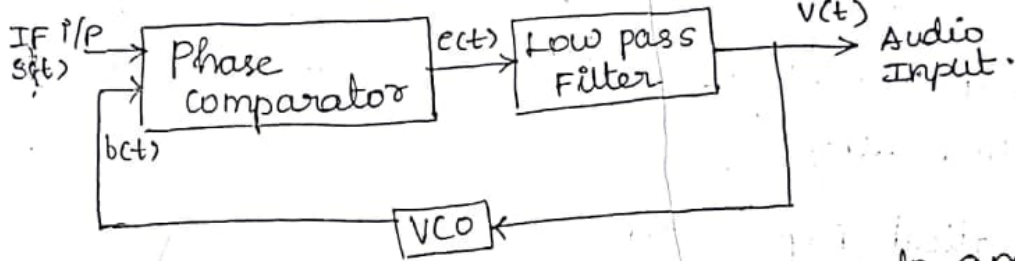 IF i/p
S(t)
Phase
comparator
e(t)
Low pass
Filter
V(t)
Audio
Input.
b(t)
VCO